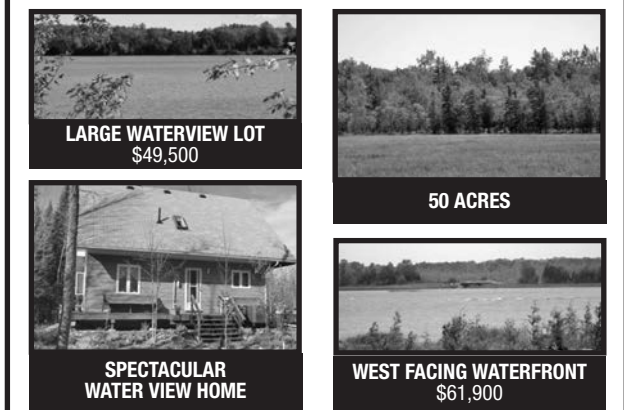 LARGE WATERVIEW LOT
$49,500
50 ACRES
SPECTACULAR
WATER VIEW HOME
WEST FACING WATERFRONT
$61,900